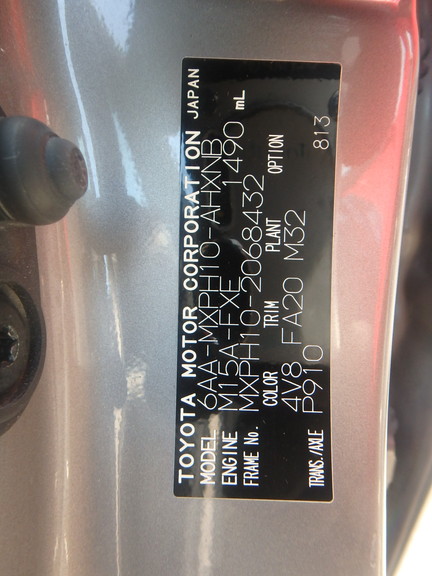 TOYOTA MOTOR CORPORATION JAPAN
MODEL 6AA-MXPH10-AHXNB
ENGINE M15A-FXE 1490 mL
FRAME No. MXPH10-2068432
COLOR TRIM PLANT OPTION
4V8 FA20 M32
TRANS./AXLE P910 813